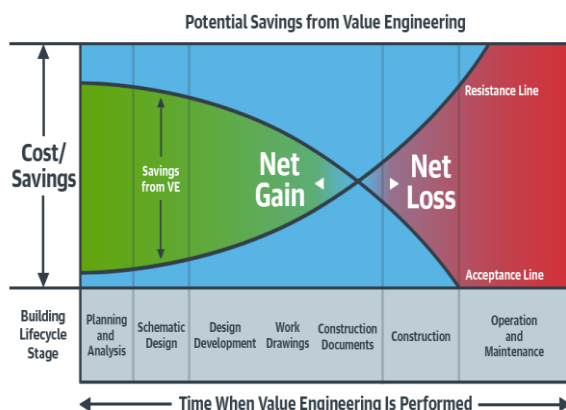 Potential Savings from Value Engineering
Resistance Line
Cost/
Savings
Savings
from VE
Net
Gain
Net
Loss
Acceptance Line
Building
Lifecycle
Stage
Planning
and
Analysis
Schematic
Design
Design
Development
Work
Drawings
Construction
Documents
Construction
Operation
and
Maintenance
Time When Value Engineering Is Performed